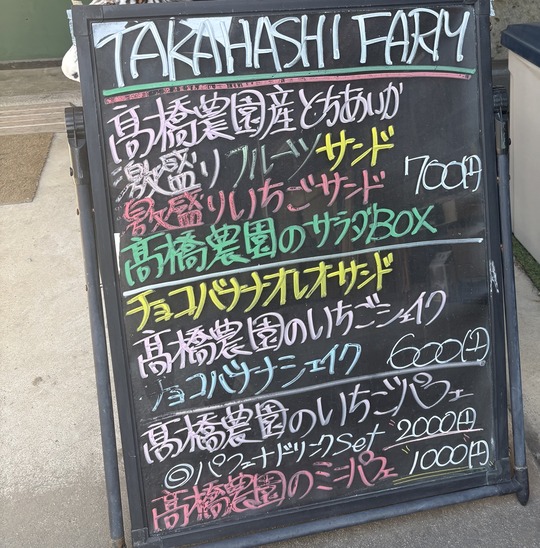 TAKAHASHI FARM
髙橋農園産とちあいか
激盛りフルーツサンド
激盛りいちごサンド 700円
髙橋農園のサラダBOX
チョコバナナオレオサンド
髙橋農園のいちごシェイク
チョコバナナシェイク 600円
髙橋農園のいちごパフェ
◎パフェナドリンクSet 2000円
髙橋農園のミニパフェ 1000円